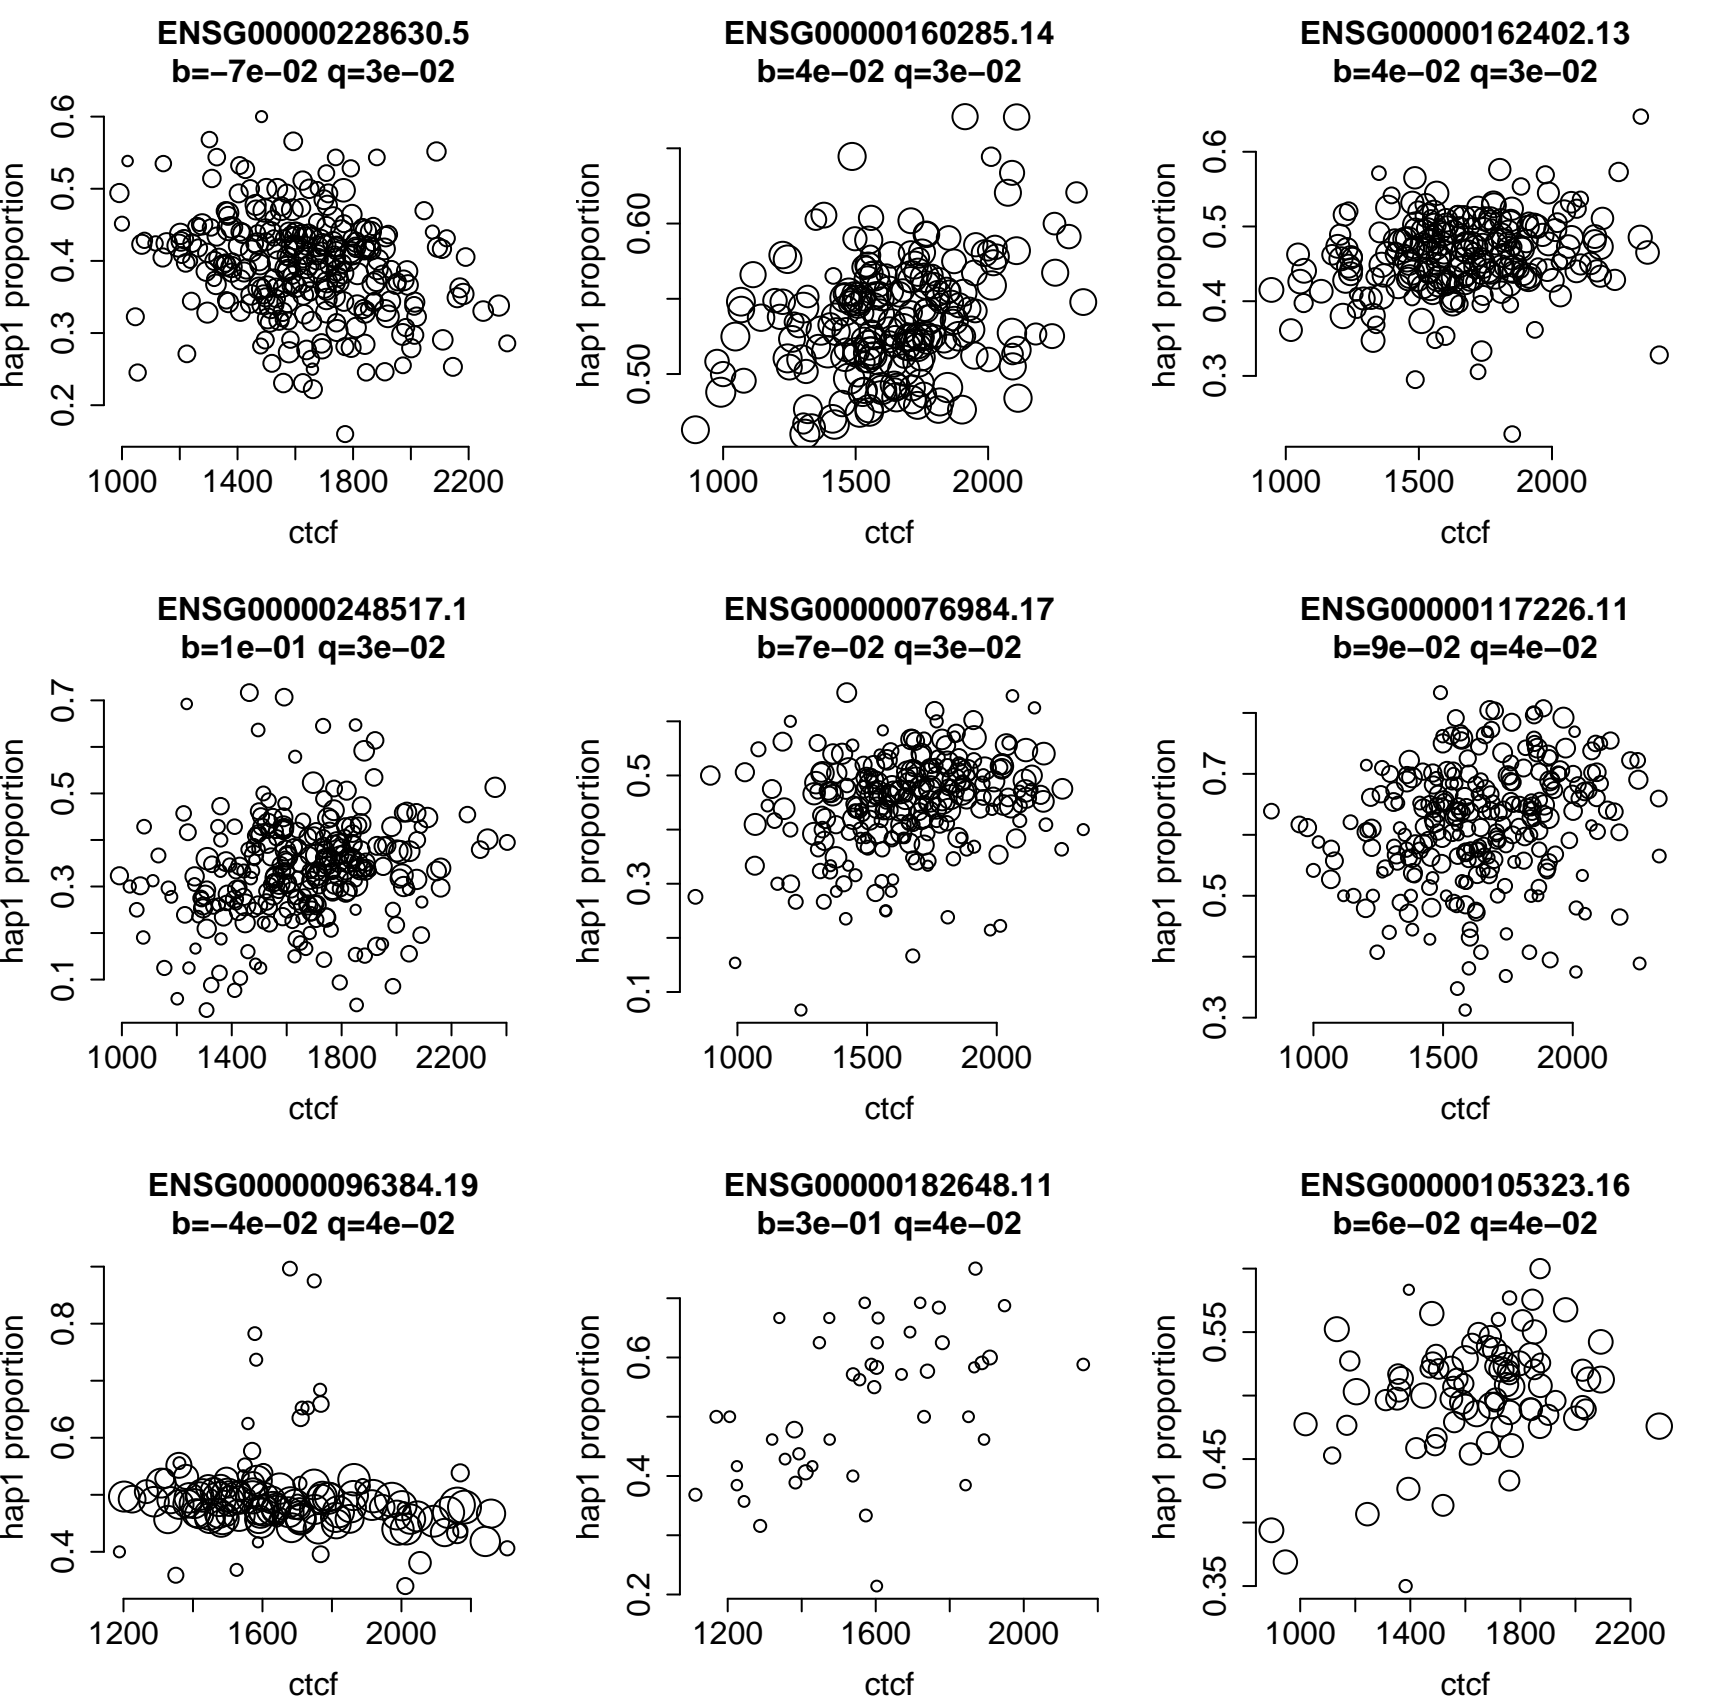 ENSG00000228630.5
b=−7e−02 q=3e−02
hap1 proportion
0.2 0.3 0.4 0.5 0.6
1000 1400 1800 2200
ctcf
ENSG00000160285.14
b=4e−02 q=3e−02
hap1 proportion
0.50 0.60
1000 1500 2000
ctcf
ENSG00000162402.13
b=4e−02 q=3e−02
hap1 proportion
0.3 0.4 0.5 0.6
1000 1500 2000
ctcf
ENSG00000248517.1
b=1e−01 q=3e−02
hap1 proportion
0.1 0.3 0.5 0.7
1000 1400 1800 2200
ctcf
ENSG00000076984.17
b=7e−02 q=3e−02
hap1 proportion
0.1 0.3 0.5
1000 1500 2000
ctcf
ENSG00000117226.11
b=9e−02 q=4e−02
hap1 proportion
0.3 0.5 0.7
1000 1500 2000
ctcf
ENSG00000096384.19
b=−4e−02 q=4e−02
hap1 proportion
0.4 0.6 0.8
1200 1600 2000
ctcf
ENSG00000182648.11
b=3e−01 q=4e−02
hap1 proportion
0.2 0.4 0.6
1200 1600 2000
ctcf
ENSG00000105323.16
b=6e−02 q=4e−02
hap1 proportion
0.35 0.45 0.55
1000 1400 1800 2200
ctcf